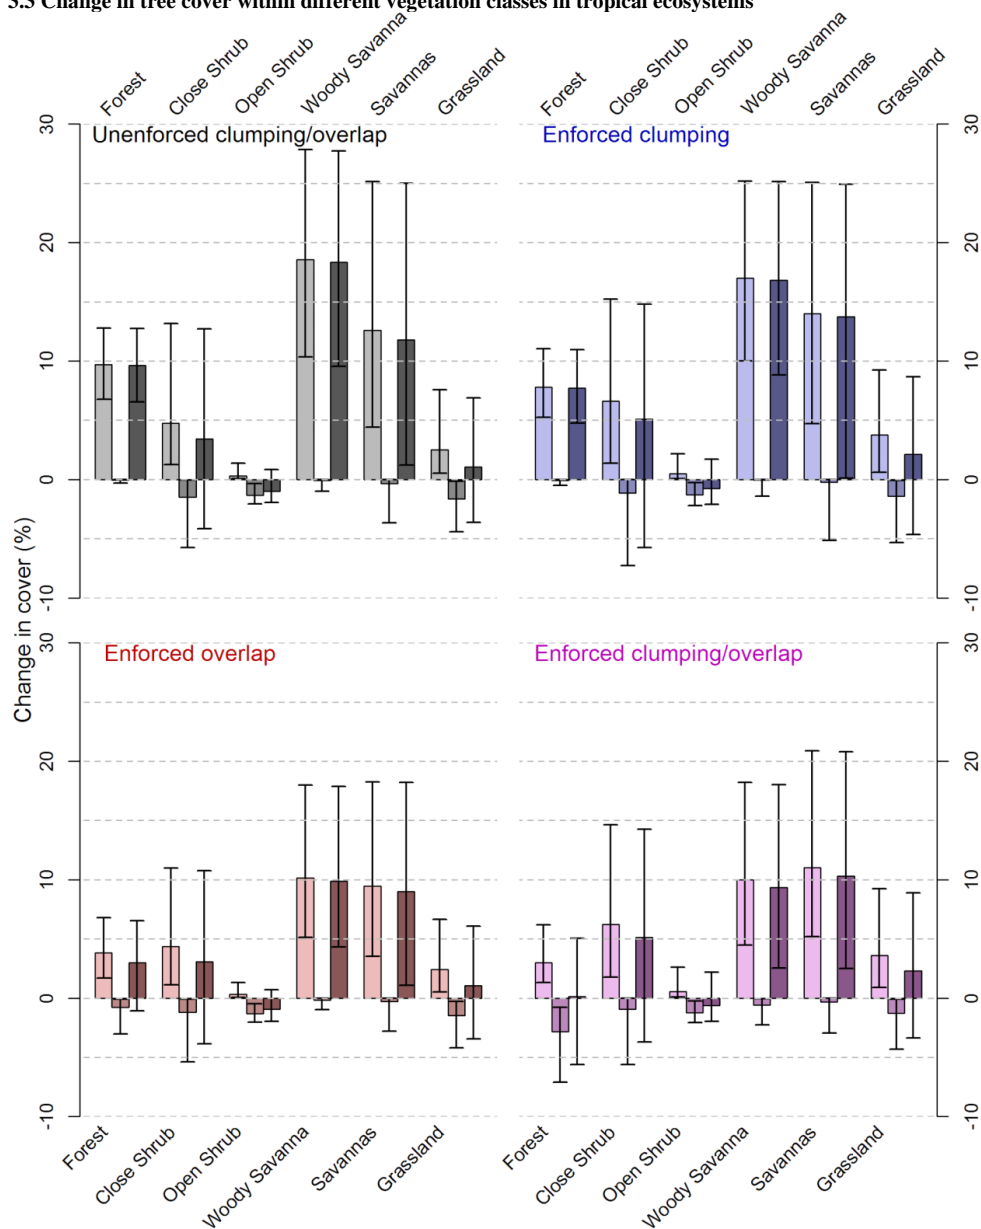 3.3 Change in tree cover within different vegetation classes in tropical ecosystems
Forest
Close Shrub
Open Shrub
Woody Savanna
Savannas
Grassland
Forest
Close Shrub
Open Shrub
Woody Savanna
Savannas
Grassland
Unenforced clumping/overlap
Enforced clumping
30
20
10
0
-10
30
20
10
0
-10
Change in cover (%)
Enforced overlap
Enforced clumping/overlap
30
20
10
0
-10
30
20
10
0
-10
Forest
Close Shrub
Open Shrub
Woody Savanna
Savannas
Grassland
Forest
Close Shrub
Open Shrub
Woody Savanna
Savannas
Grassland